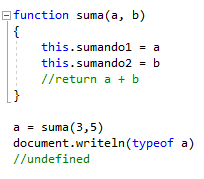 function suma(a, b)
{
    this.sumando1 = a
    this.sumando2 = b
    //return a + b
}
a = suma(3,5)
document.writeln(typeof a)
//undefined